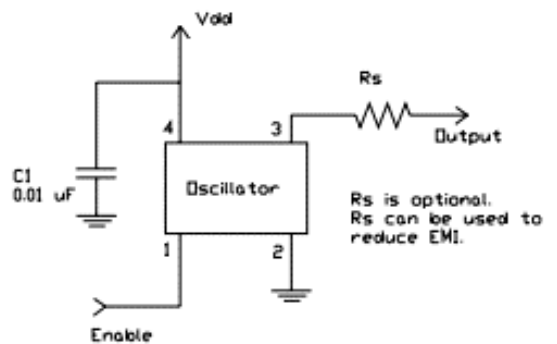 Vdd
Rs
4
3
Output
C1
0.01 uF
Oscillator
Rs is optional.
Rs can be used to
reduce EMI.
1
2
Enable